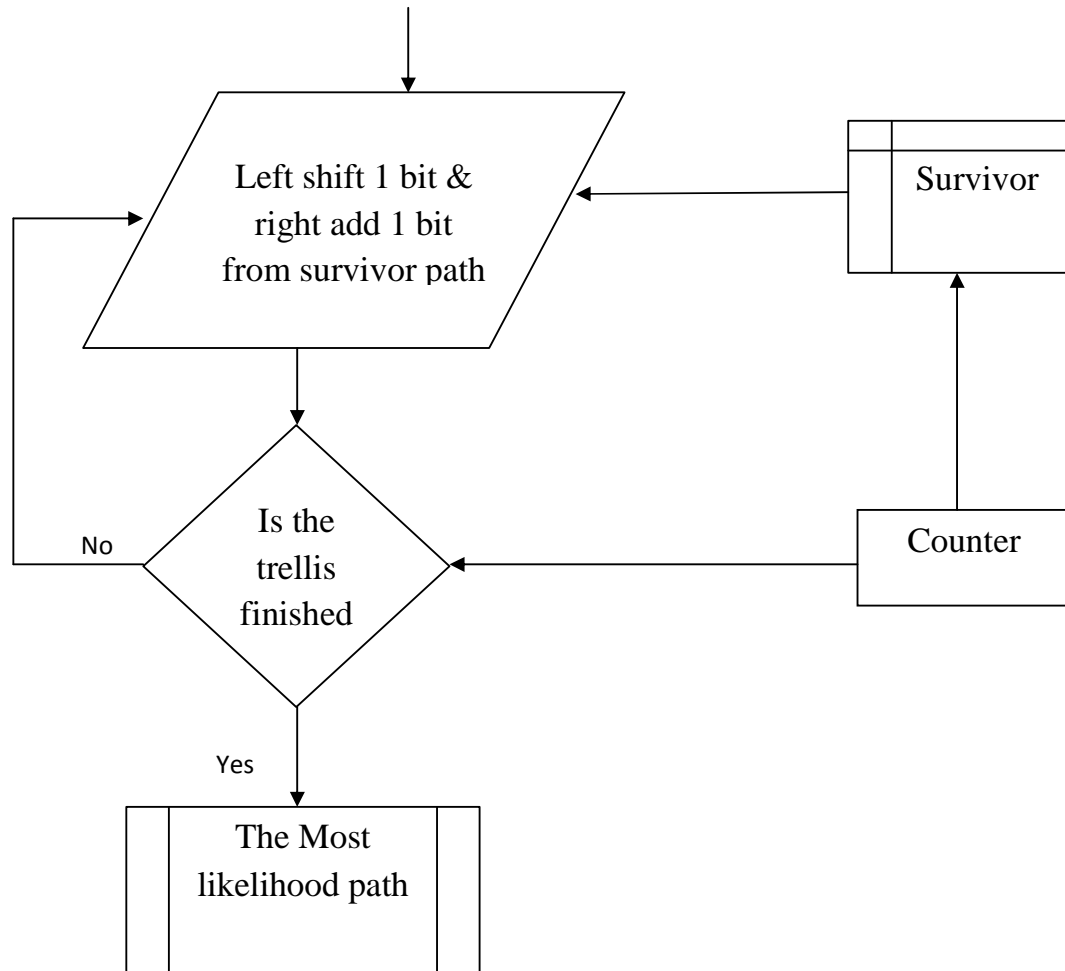 Left shift 1 bit &
right add 1 bit
from survivor path
Survivor
Is the
trellis
finished
No
Counter
Yes
The Most
likelihood path